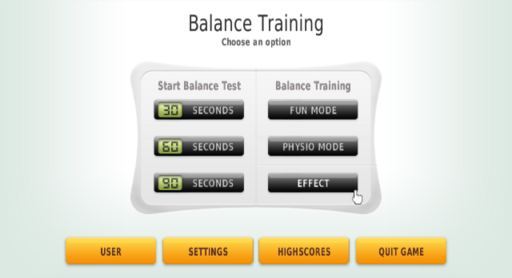 Balance Training
Choose an option
Start Balance Test
30 SECONDS
60 SECONDS
90 SECONDS
Balance Training
FUN MODE
PHYSIO MODE
EFFECT
USER
SETTINGS
HIGHSCORES
QUIT GAME